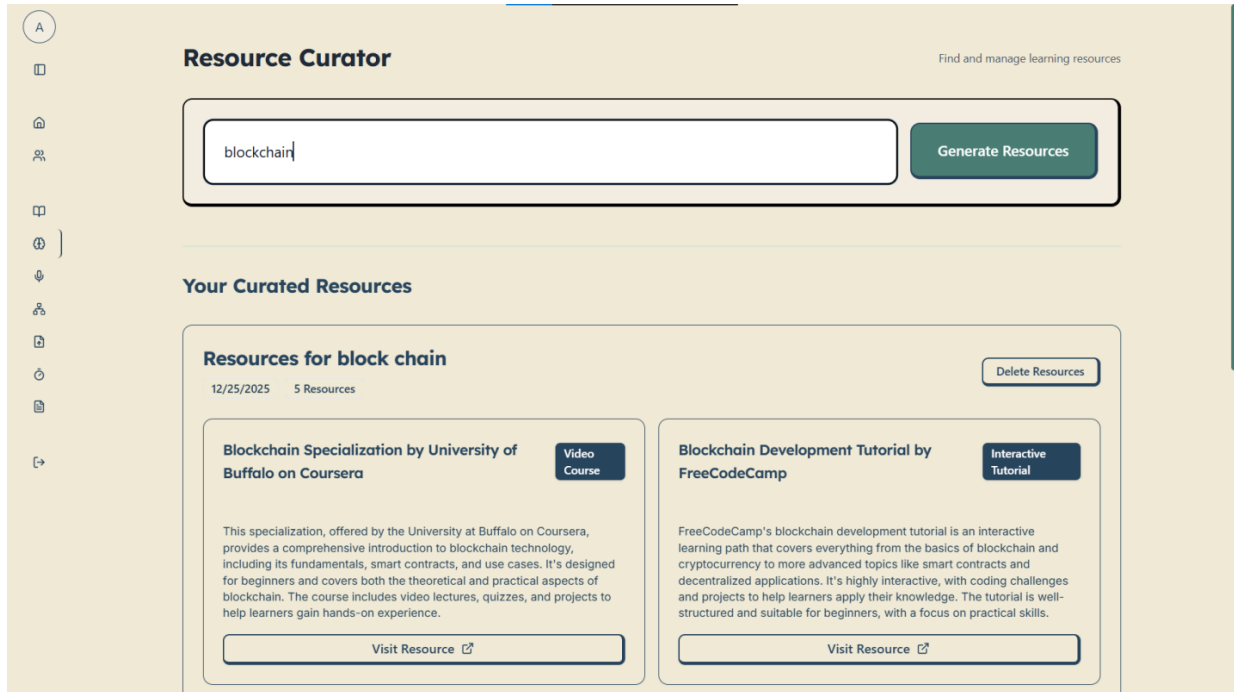 A
Resource Curator
Find and manage learning resources
blockchain
Generate Resources
Your Curated Resources
Resources for block chain
Delete Resources
12/25/2025 5 Resources
Blockchain Specialization by University of
Buffalo on Coursera
Video
Course
This specialization, offered by the University at Buffalo on Coursera,
provides a comprehensive introduction to blockchain technology,
including its fundamentals, smart contracts, and use cases. It's designed
for beginners and covers both the theoretical and practical aspects of
blockchain. The course includes video lectures, quizzes, and projects to
help learners gain hands-on experience.
Visit Resource
Blockchain Development Tutorial by
FreeCodeCamp
Interactive
Tutorial
FreeCodeCamp's blockchain development tutorial is an interactive
learning path that covers everything from the basics of blockchain and
cryptocurrency to more advanced topics like smart contracts and
decentralized applications. It's highly interactive, with coding challenges
and projects to help learners apply their knowledge. The tutorial is well-
structured and suitable for beginners, with a focus on practical skills.
Visit Resource